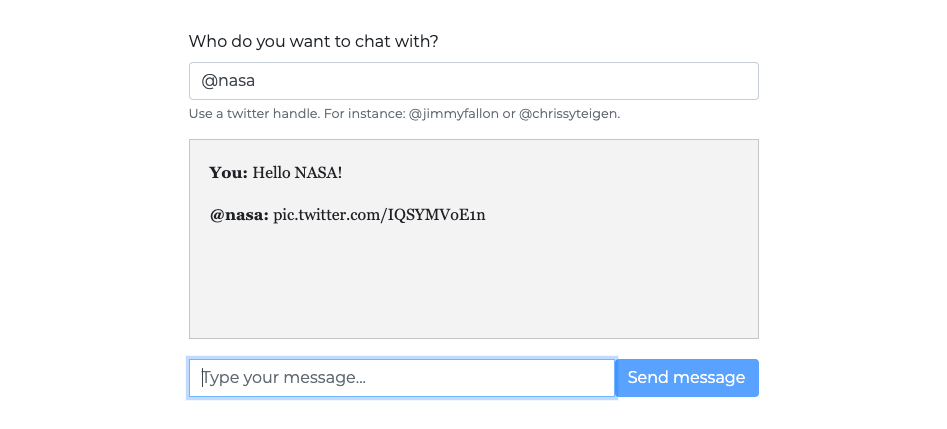 Who do you want to chat with?
@nasa
Use a twitter handle. For instance: @jimmyfallon or @chrissyteigen.
You: Hello NASA!
@nasa: pic.twitter.com/IQSYMVoE1n
Type your message...
Send message